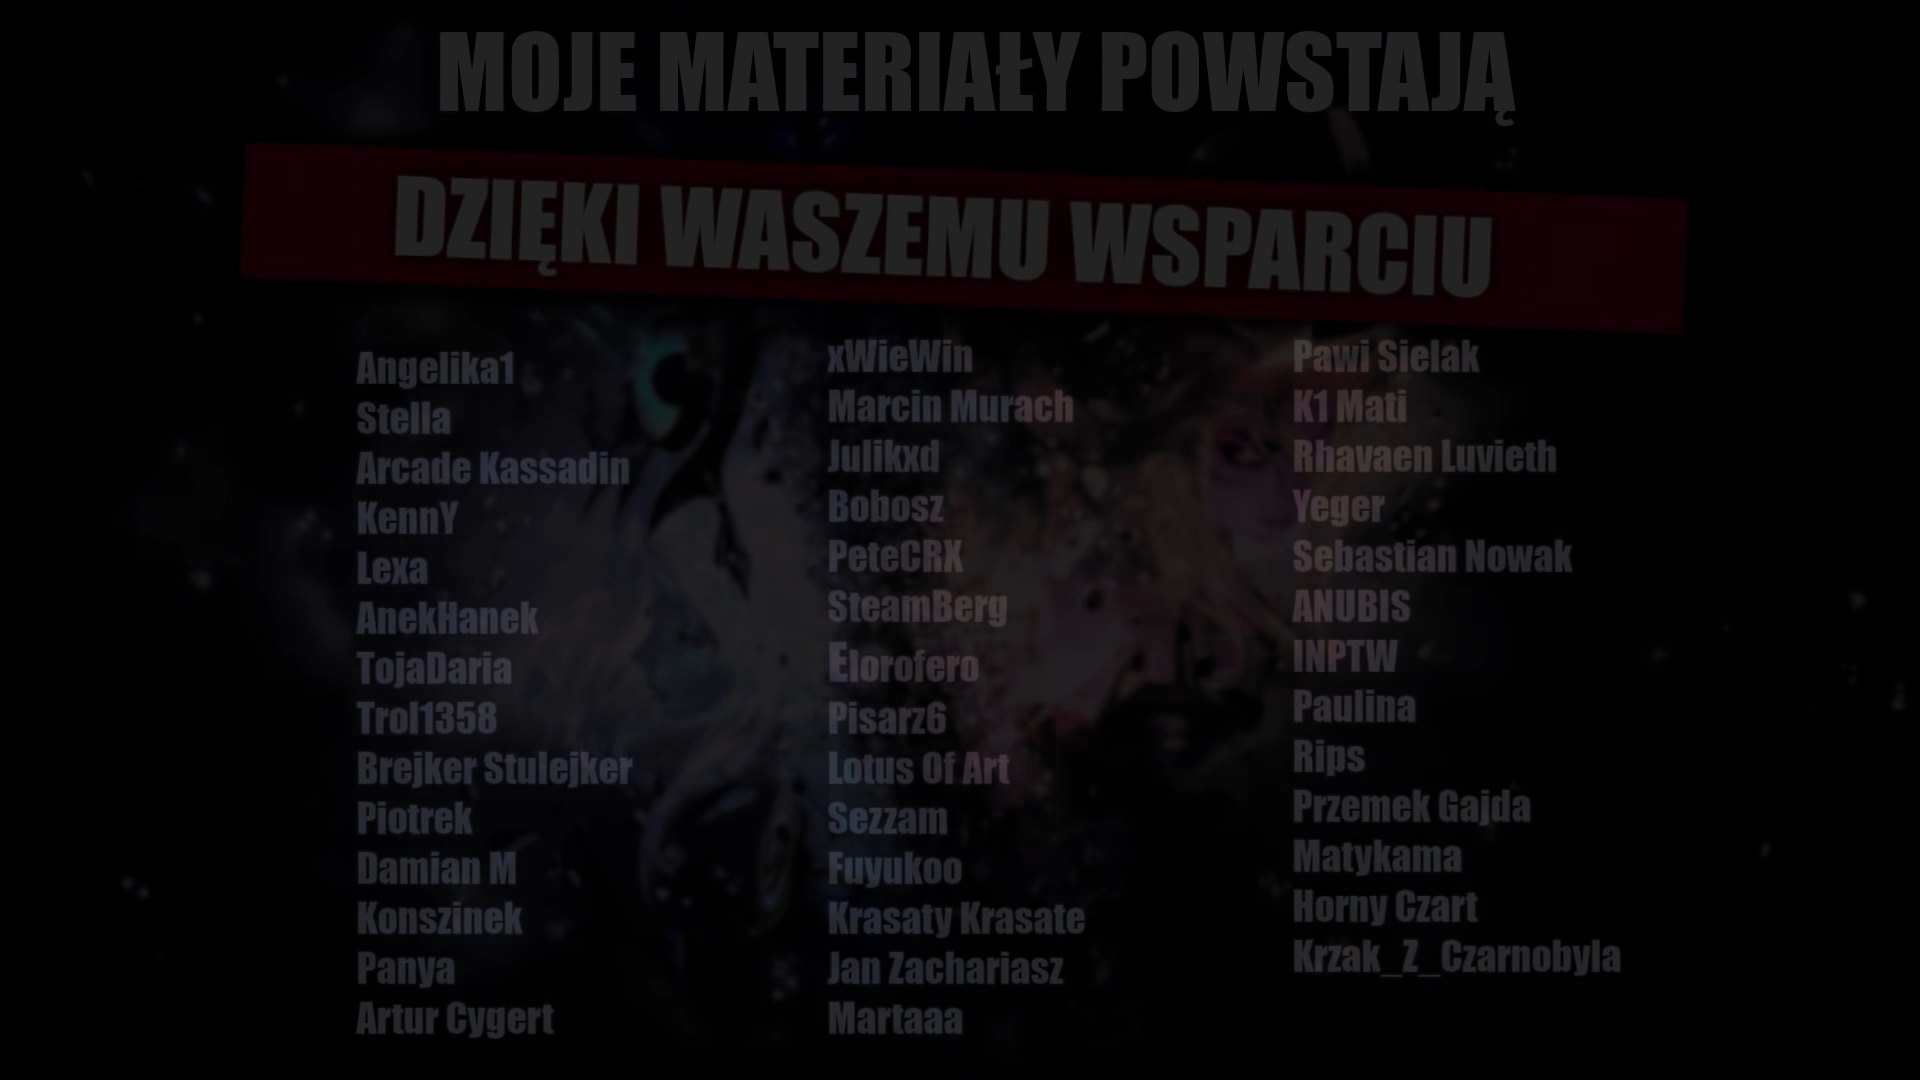 MOJE MATERIAŁY POWSTAJĄ
DZIĘKI WASZEMU WSPARCIU
Angelika1
Stella
Arcade Kassadin
KennY
Lexa
AnekHanek
TojaDaria
Trol1358
Brejker Stulejker
Piotrek
Damian M
Konszinek
Panya
Artur Cygert
xWieWin
Marcin Murach
Julikxd
Bobosz
PeteCRX
SteamBerg
Elorofero
Pisarz6
Lotus Of Art
Sezzam
Fuyukoo
Krasaty Krasate
Jan Zachariasz
Martaaa
Pawi Sielak
K1 Mati
Rhavaen Luvieth
Yeger
Sebastian Nowak
ANUBIS
INPTW
Paulina
Rips
Przemek Gajda
Matykama
Horny Czart
Krzak_Z_Czarnobyla